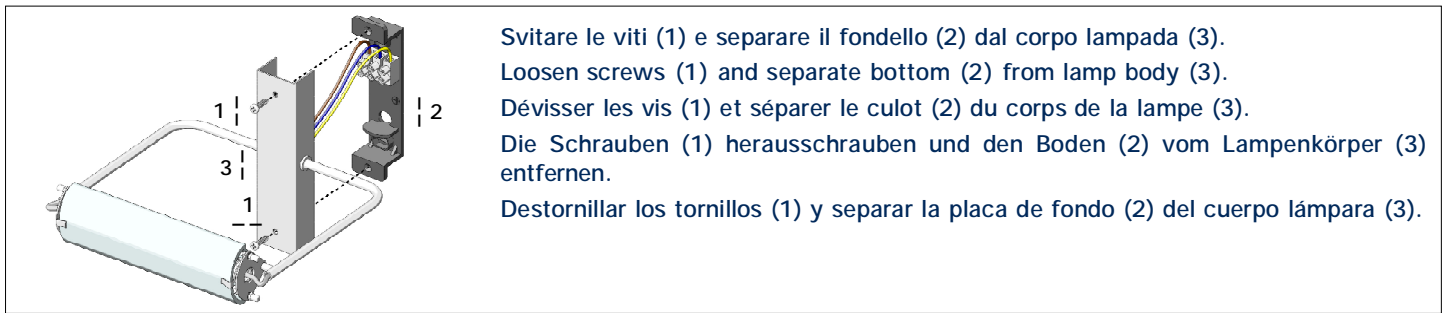 Svitare le viti (1) e separare il fondello (2) dal corpo lampada (3).
Loosen screws (1) and separate bottom (2) from lamp body (3).
Dévisser les vis (1) et séparer le culot (2) du corps de la lampe (3).
Die Schrauben (1) herausschrauben und den Boden (2) vom Lampenkörper (3)
entfernen.
Destornillar los tornillos (1) y separar la placa de fondo (2) del cuerpo lámpara (3).
1
2
3
1